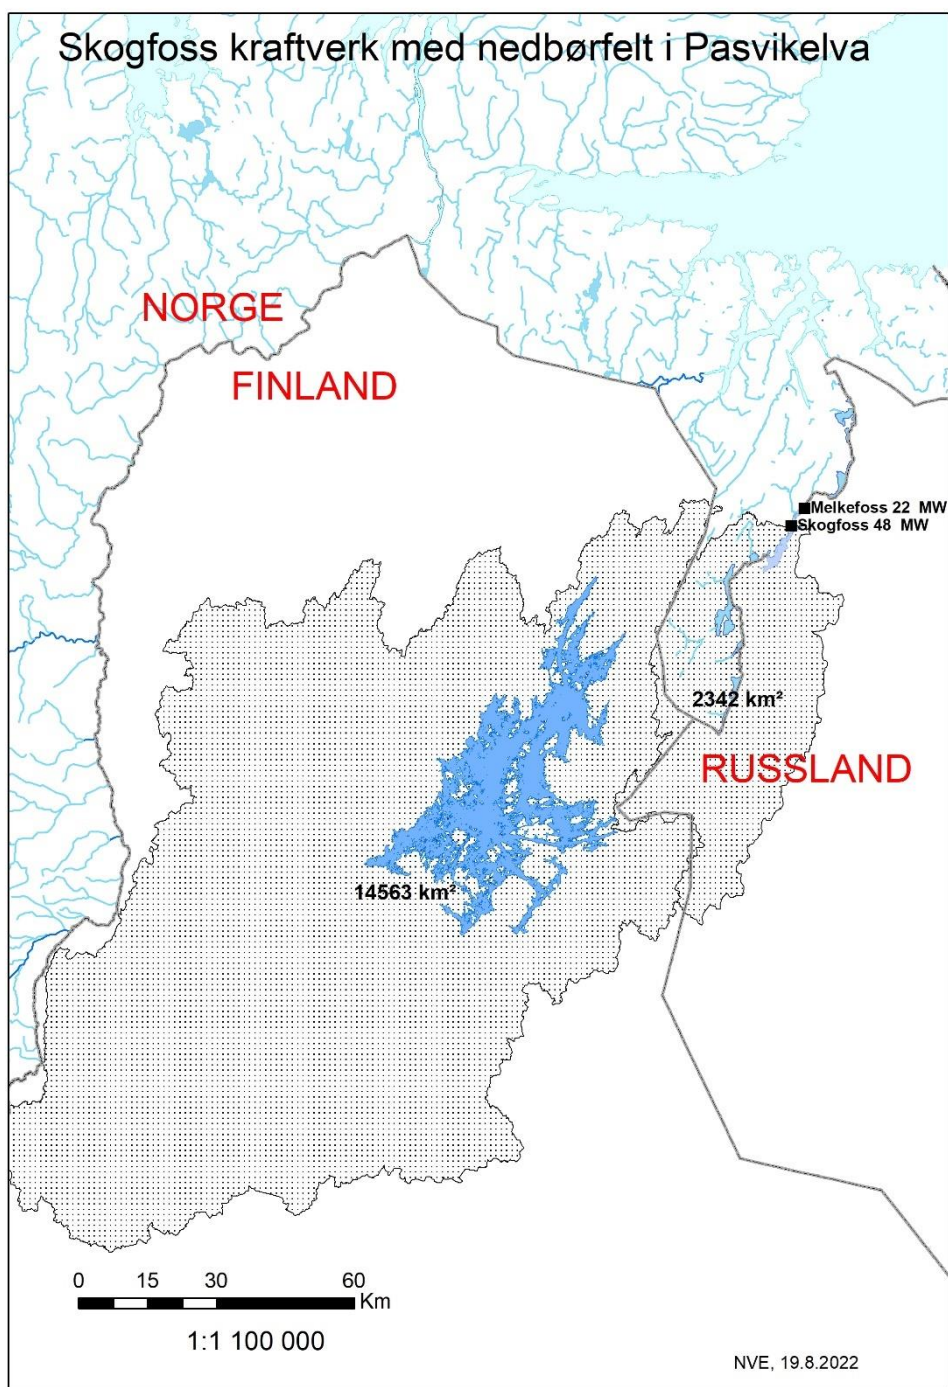 Skogfoss kraftverk med nedbørfelt i Pasvikelva
NORGE
FINLAND
Melkefoss 22 MW
Skogfoss 48 MW
2342 km²
RUSSLAND
14563 km²
0 15 30 60
Km
1:1 100 000
NVE, 19.8.2022